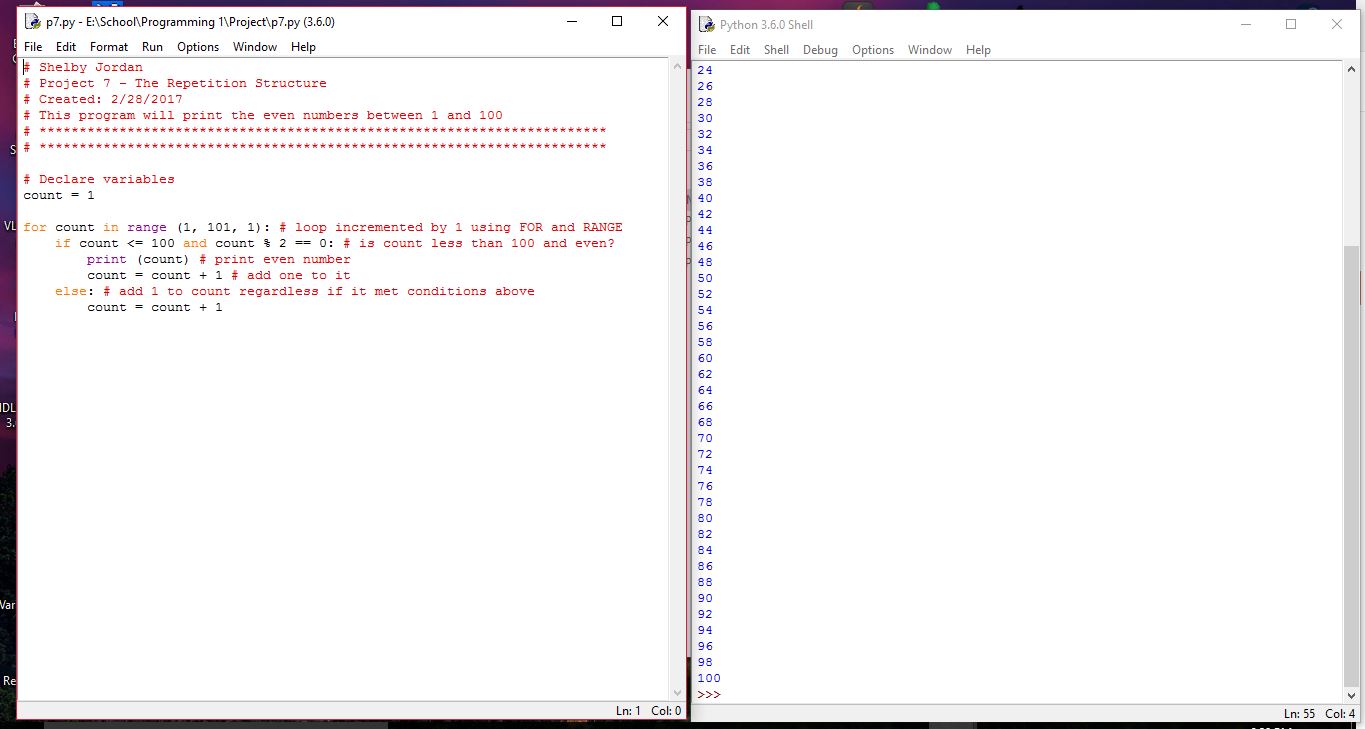 p7.py - E:\School\Programming 1\Project\p7.py (3.6.0)
File Edit Format Run Options Window Help
# Shelby Jordan
# Project 7 - The Repetition Structure
# Created: 2/28/2017
# This program will print the even numbers between 1 and 100
# ***********************************************************************
# ***********************************************************************
# Declare variables
count = 1
for count in range (1, 101, 1): # loop incremented by 1 using FOR and RANGE
    if count <= 100 and count % 2 == 0: # is count less than 100 and even?
        print (count) # print even number
        count = count + 1 # add one to it
    else: # add 1 to count regardless if it met conditions above
        count = count + 1
Ln: 1 Col: 0
Python 3.6.0 Shell
File Edit Shell Debug Options Window Help
24
26
28
30
32
34
36
38
40
42
44
46
48
50
52
54
56
58
60
62
64
66
68
70
72
74
76
78
80
82
84
86
88
90
92
94
96
98
100
>>>
Ln: 55 Col: 4